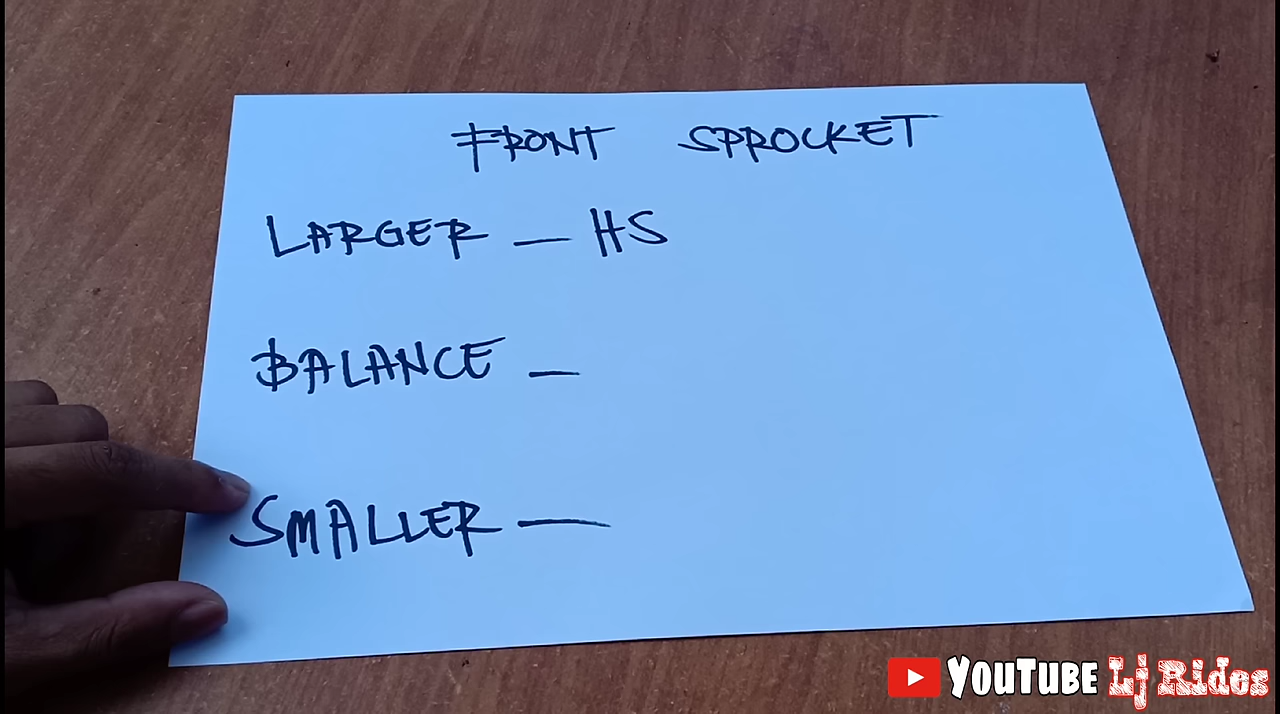 FRONT SPROCKET
LARGER — HS
BALANCE —
SMALLER —
YOUTUBE Lj Rides